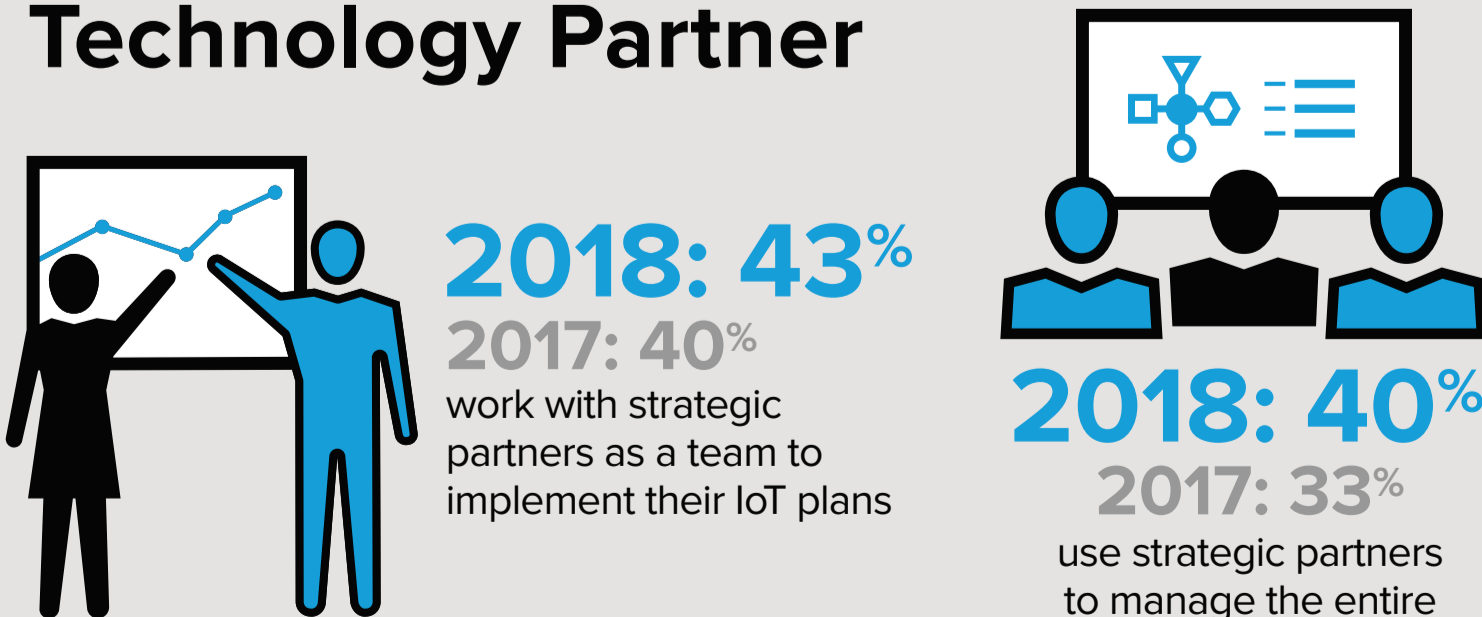 Technology Partner
2018: 43%
2017: 40%
work with strategic
partners as a team to
implement their IoT plans
2018: 40%
2017: 33%
use strategic partners
to manage the entire